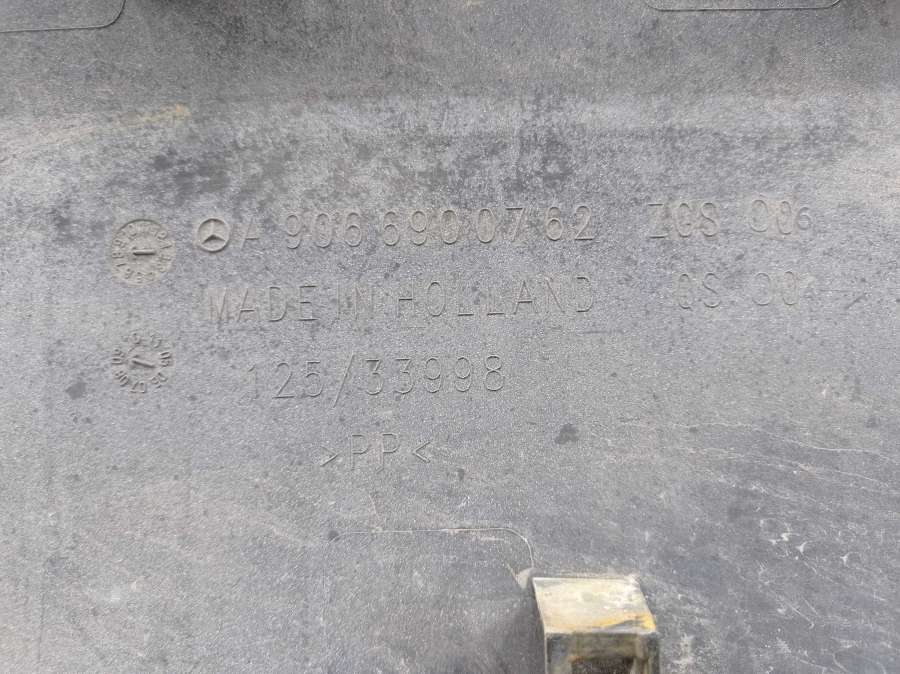 A 906 690 07 62 ZGS 006
MADE IN HOLLAND QS 00
125/33998
>PP<